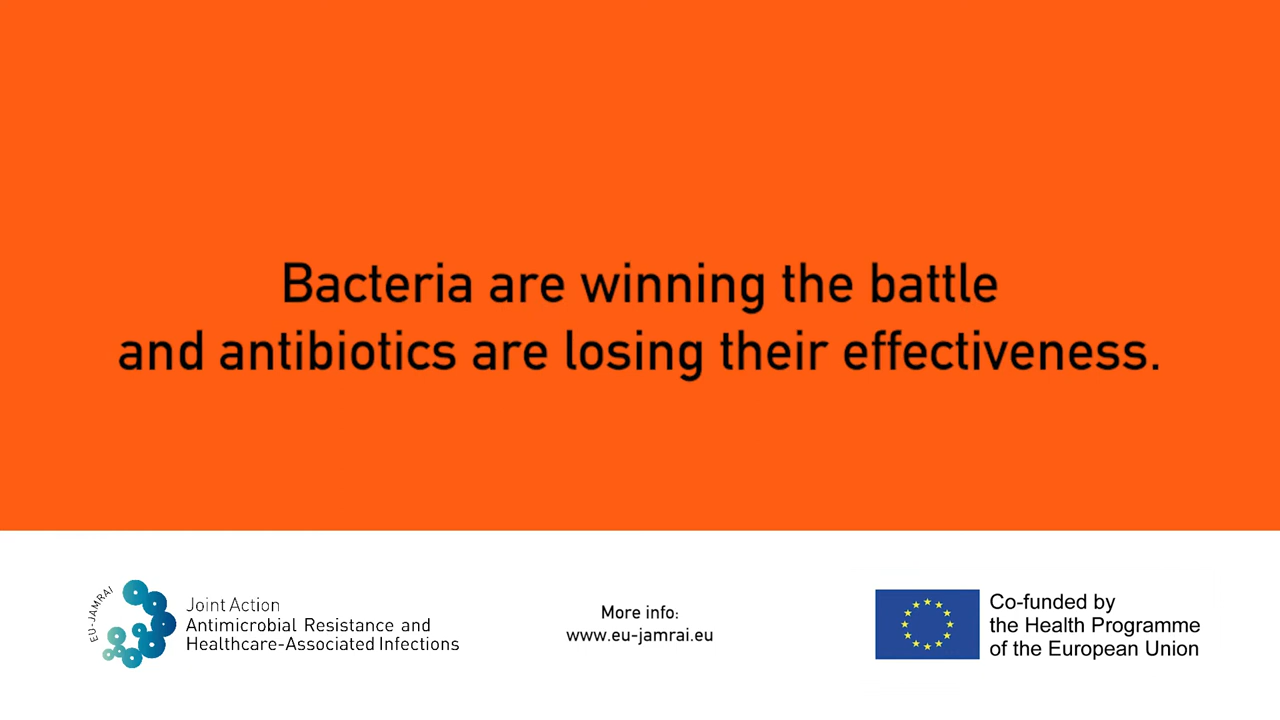 Bacteria are winning the battle
and antibiotics are losing their effectiveness.
EU-JAMRAI
Joint Action
Antimicrobial Resistance and
Healthcare-Associated Infections
More info:
www.eu-jamrai.eu
Co-funded by
the Health Programme
of the European Union